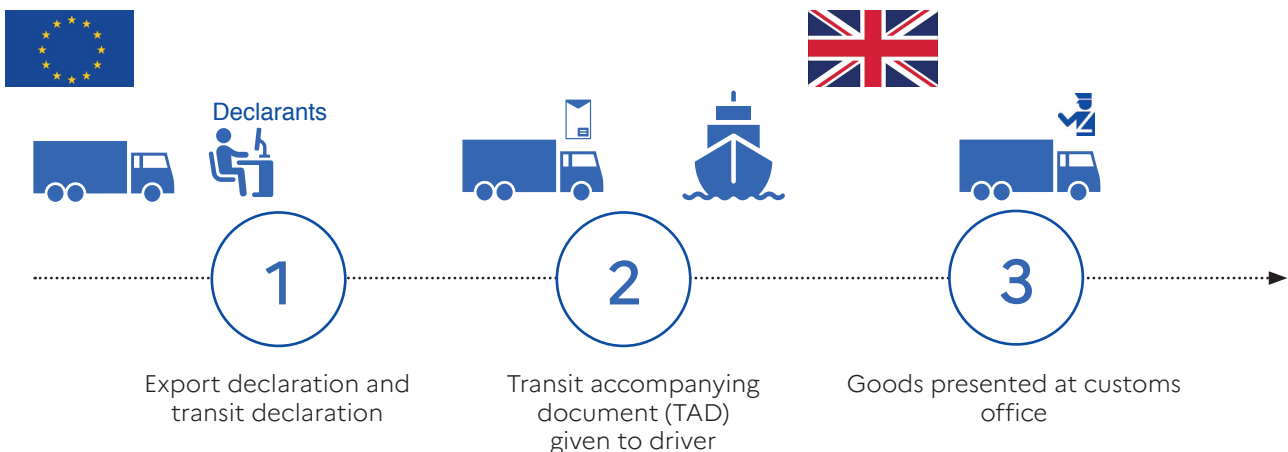 Declarants
1
2
3
Export declaration and
transit declaration
Transit accompanying
document (TAD)
given to driver
Goods presented at customs
office